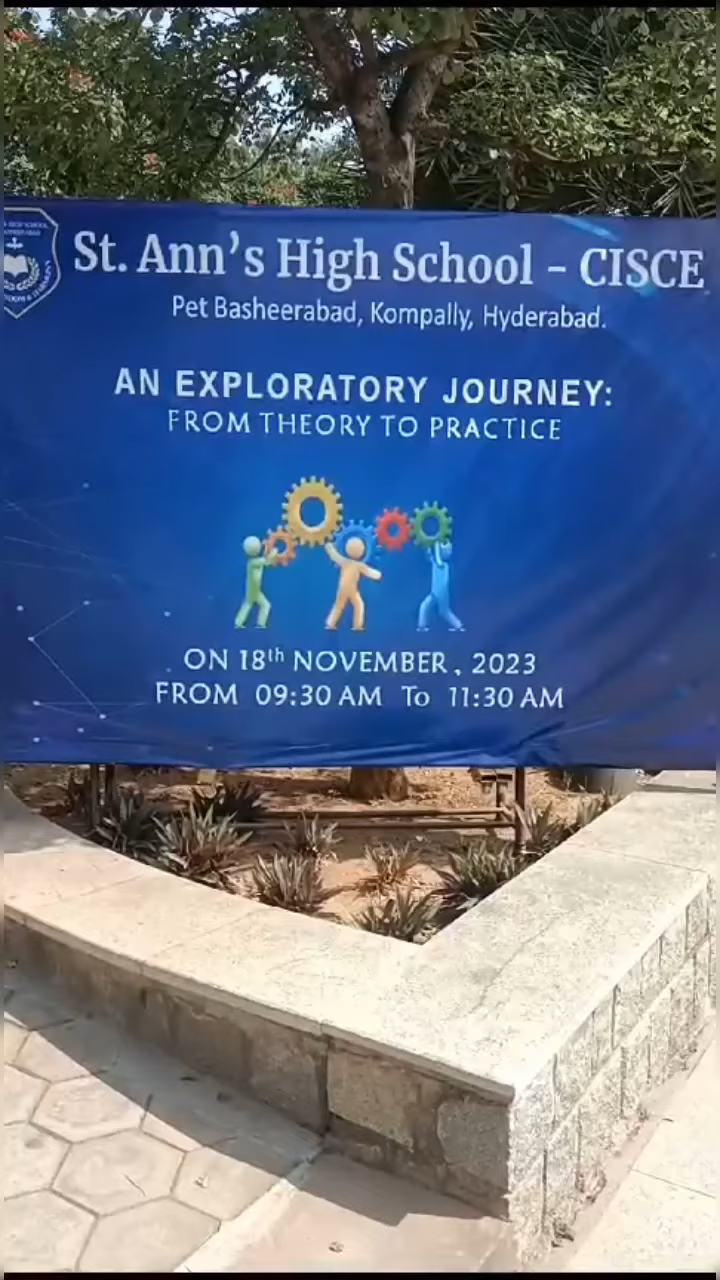 St. Ann's High School - CISCE
Pet Basheerabad, Kompally, Hyderabad.
AN EXPLORATORY JOURNEY:
FROM THEORY TO PRACTICE
ON 18th NOVEMBER, 2023
FROM 09:30 AM To 11:30 AM